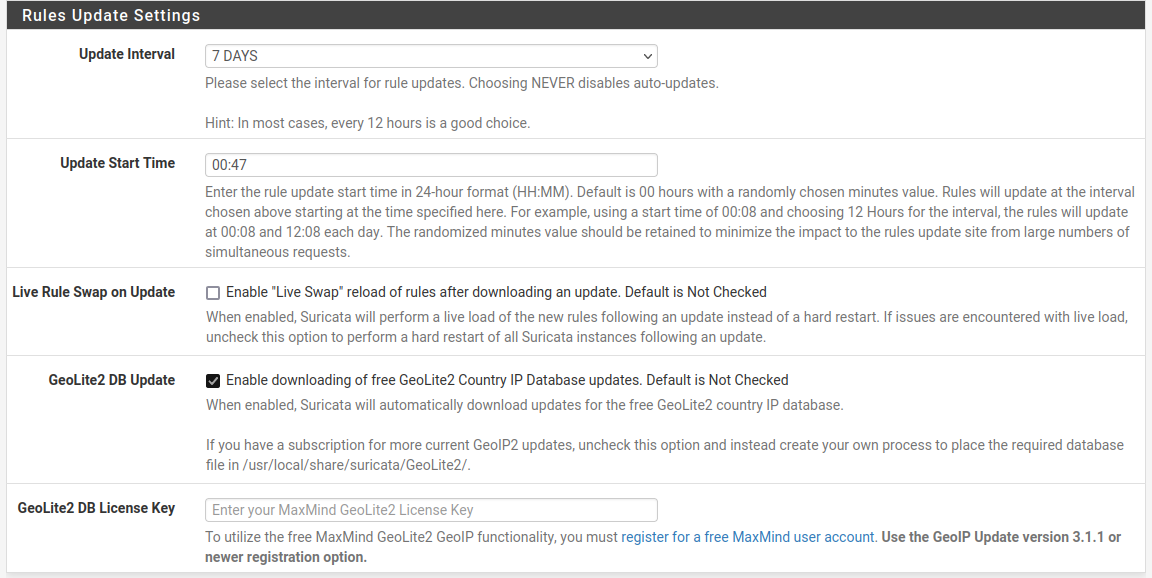 Rules Update Settings
Update Interval
7 DAYS
Please select the interval for rule updates. Choosing NEVER disables auto-updates.
Hint: In most cases, every 12 hours is a good choice.
Update Start Time
00:47
Enter the rule update start time in 24-hour format (HH:MM). Default is 00 hours with a randomly chosen minutes value. Rules will update at the interval
chosen above starting at the time specified here. For example, using a start time of 00:08 and choosing 12 Hours for the interval, the rules will update
at 00:08 and 12:08 each day. The randomized minutes value should be retained to minimize the impact to the rules update site from large numbers of
simultaneous requests.
Live Rule Swap on Update
Enable "Live Swap" reload of rules after downloading an update. Default is Not Checked
When enabled, Suricata will perform a live load of the new rules following an update instead of a hard restart. If issues are encountered with live load,
uncheck this option to perform a hard restart of all Suricata instances following an update.
GeoLite2 DB Update
Enable downloading of free GeoLite2 Country IP Database updates. Default is Not Checked
When enabled, Suricata will automatically download updates for the free GeoLite2 country IP database.
If you have a subscription for more current GeoIP2 updates, uncheck this option and instead create your own process to place the required database
file in /usr/local/share/suricata/GeoLite2/.
GeoLite2 DB License Key
Enter your MaxMind GeoLite2 License Key
To utilize the free MaxMind GeoLite2 GeoIP functionality, you must register for a free MaxMind user account. Use the GeoIP Update version 3.1.1 or
newer registration option.